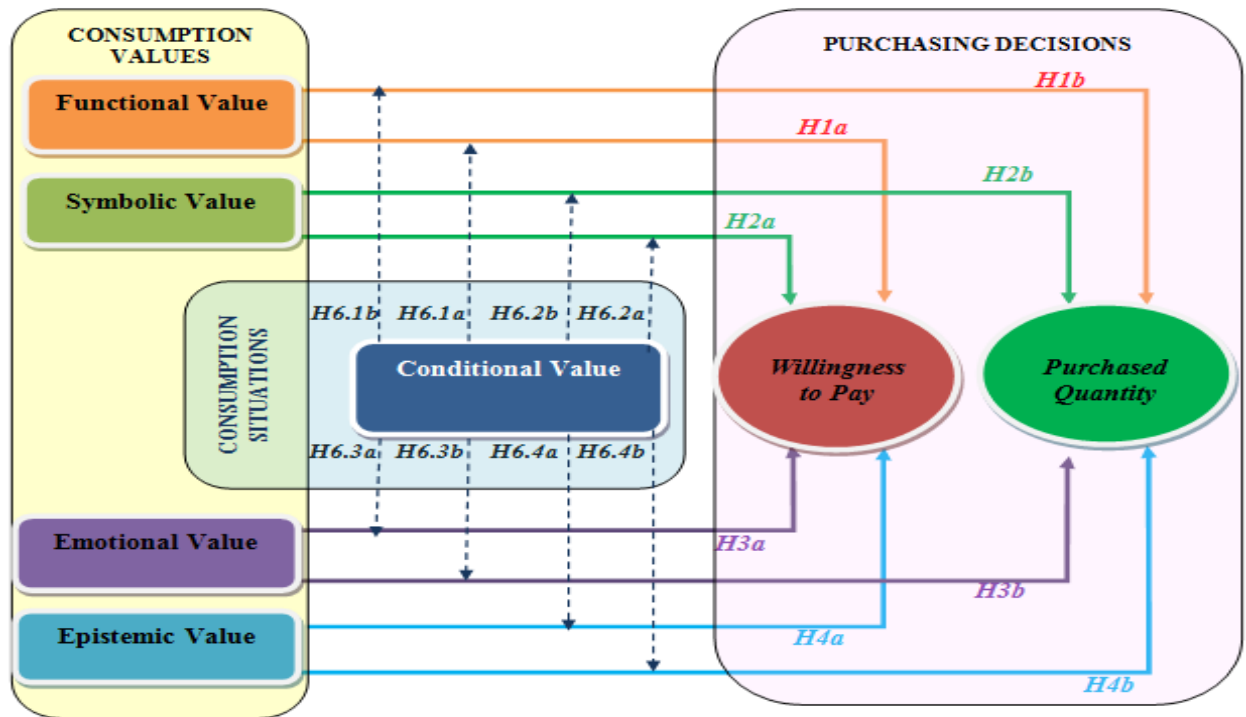 CONSUMPTION
VALUES
PURCHASING DECISIONS
Functional Value
H1b
H1a
Symbolic Value
H2b
H2a
CONSUMPTION
SITUATIONS
H6.1b H6.1a H6.2b H6.2a
Conditional Value
H6.3a H6.3b H6.4a H6.4b
Willingness
to Pay
Purchased
Quantity
Emotional Value
H3a
H3b
Epistemic Value
H4a
H4b